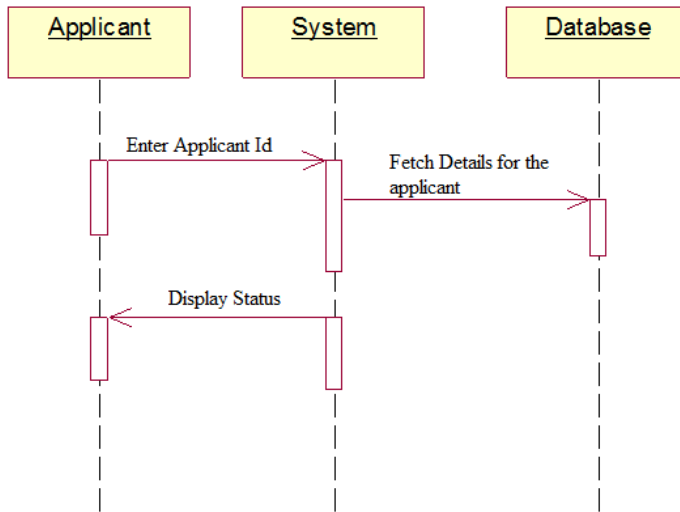 Applicant
System
Database
Enter Applicant Id
Fetch Details for the
applicant
Display Status